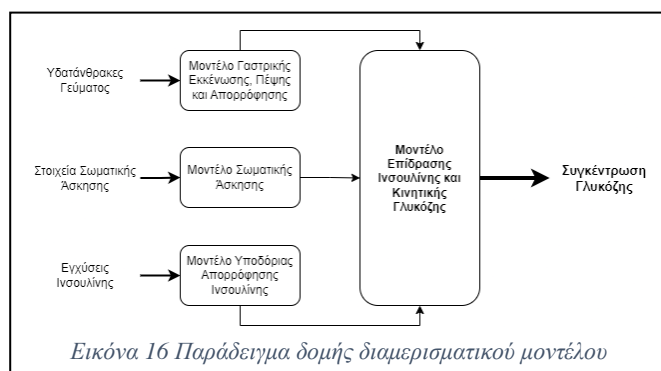 Υδατάνθρακες
Γεύματος
Μοντέλο Γαστρικής
Εκκένωσης, Πέψης
και Απορρόφησης
Στοιχεία Σωματικής
Άσκησης
Μοντέλο Σωματικής
Άσκησης
Εγχύσεις
Ινσουλίνης
Μοντέλο Υποδόριας
Απορρόφησης
Ινσουλίνης
Μοντέλο
Επίδρασης
Ινσουλίνης και
Κινητικής
Γλυκόζης
Συγκέντρωση
Γλυκόζης
Εικόνα 16 Παράδειγμα δομής διαμερισματικού μοντέλου